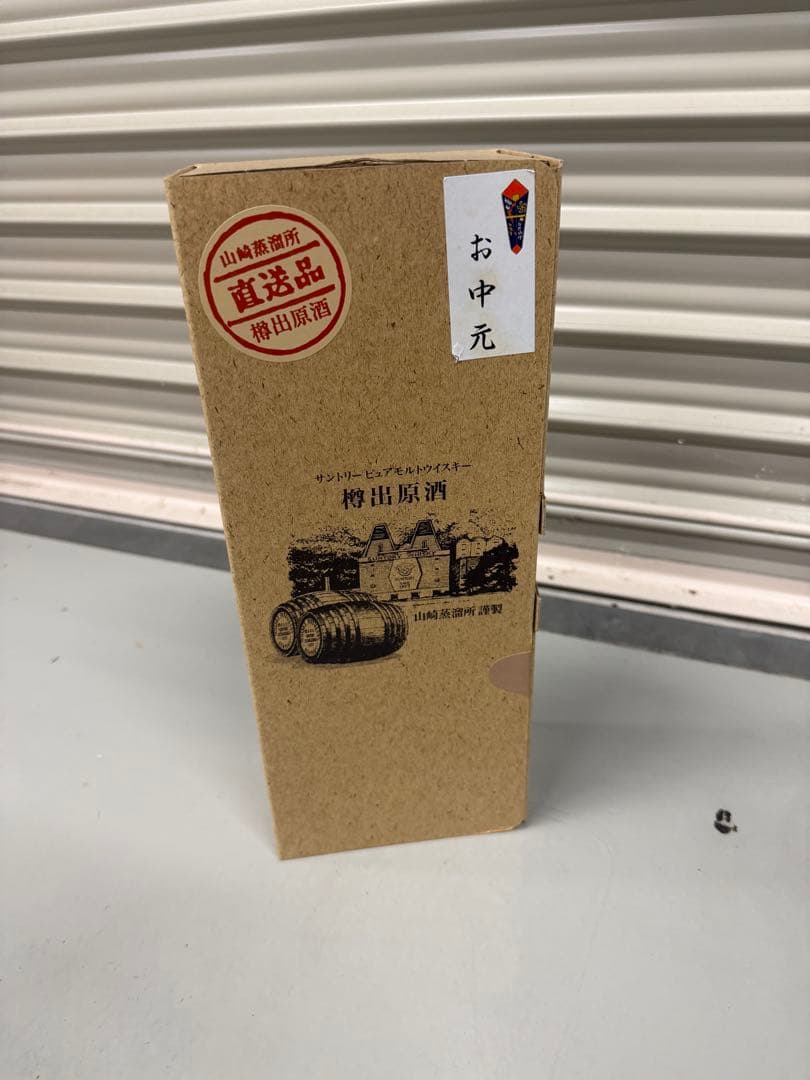 山崎蒸溜所
直送品
樽出原酒
お中元
サントリー ピュアモルトウイスキー
樽出原酒
山崎蒸溜所 謹製